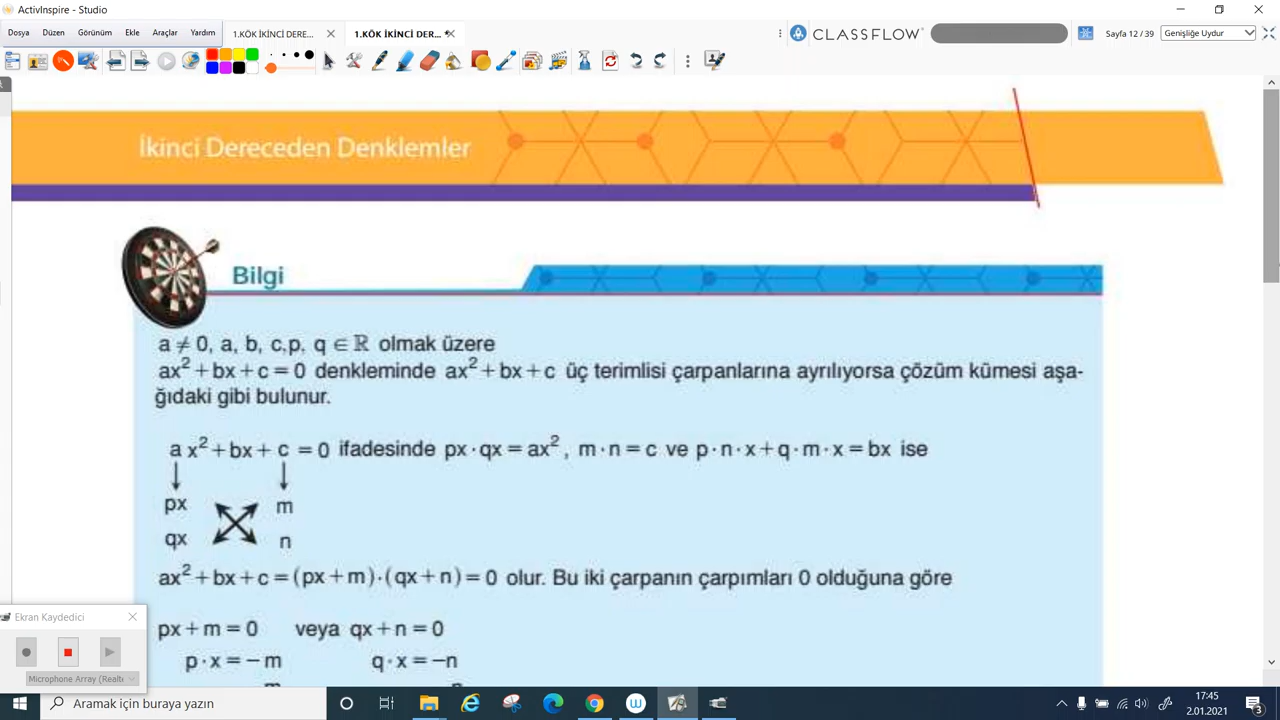 ActivInspire - Studio
Dosya Düzen Görünüm Ekle Araçlar Yardım
1.KÖK İKİNCİ DERE...
1.KÖK İKİNCİ DER...
CLASSFLOW
Sayfa 12 / 39
Genişliğe Uydur
İkinci Dereceden Denklemler
Bilgi
a ≠ 0, a, b, c,p, q ∈ ℝ olmak üzere
ax² + bx + c = 0 denkleminde ax² + bx + c üç terimlisi çarpanlarına ayrılıyorsa çözüm kümesi aşa-
ğıdaki gibi bulunur.
a x² + bx + c = 0 ifadesinde px · qx = ax², m · n = c ve p · n · x + q · m · x = bx ise
px m
qx n
ax² + bx + c = (px + m) · (qx + n) = 0 olur. Bu iki çarpanın çarpımları 0 olduğuna göre
px + m = 0 veya qx + n = 0
p · x = − m q · x = −n
Ekran Kaydedici
Microphone Array (Realte
Aramak için buraya yazın
17:45
2.01.2021
3